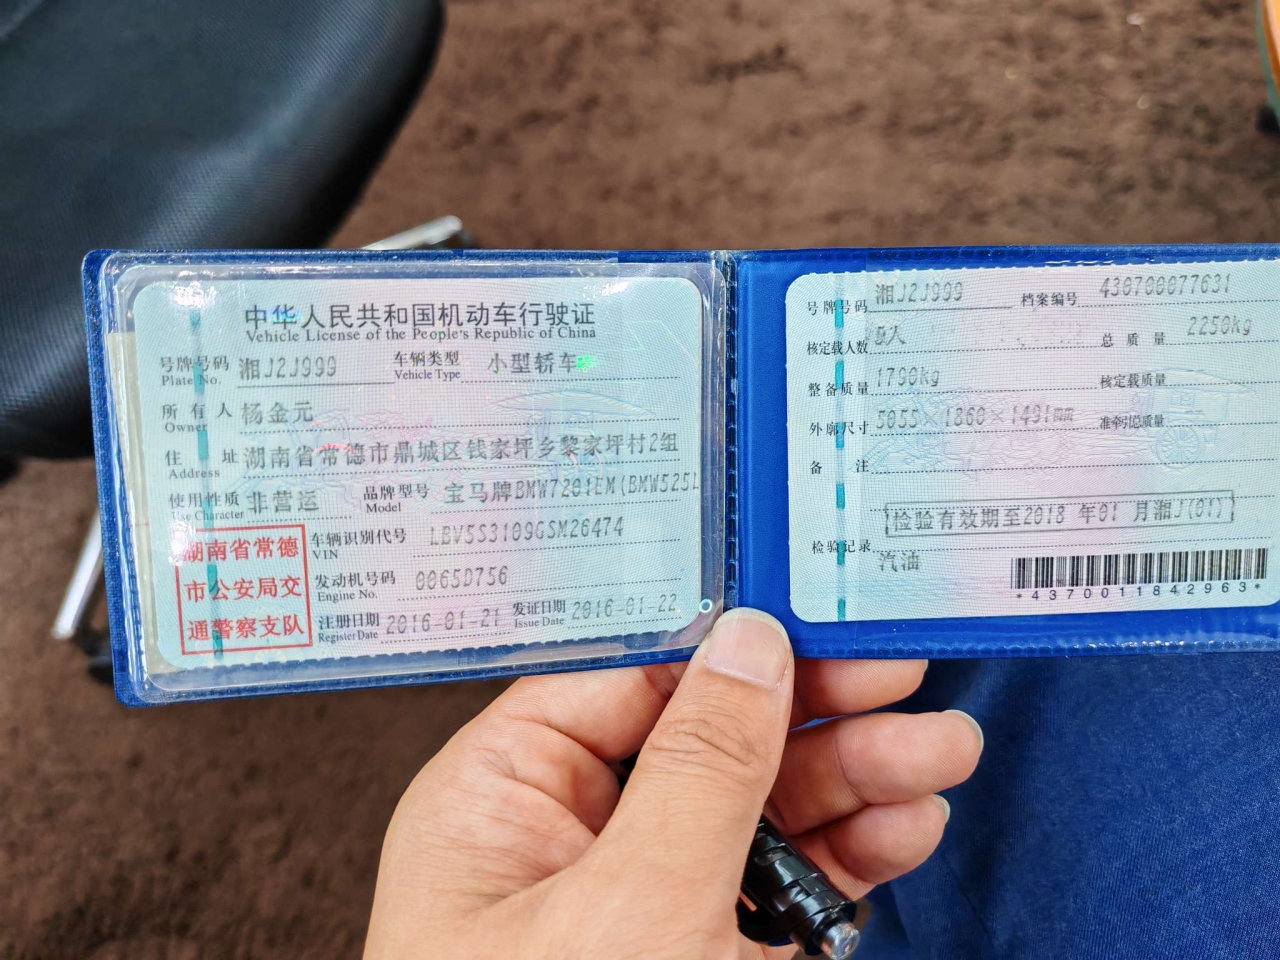 中华人民共和国机动车行驶证
Vehicle License of the People's Republic of China
号牌号码 湘J2J999 车辆类型 小型轿车
Plate No. Vehicle Type
所有人 杨金元
Owner
住址 湖南省常德市鼎城区钱家坪乡黎家坪村2组
Address
使用性质 非营运 品牌型号 宝马牌BMW7201EM(BMW525L
Use Character Model
湖南省常德
市公安局交
通警察支队
车辆识别代号 LBV5S3109GSM26474
VIN
发动机号码 0065D756
Engine No.
注册日期 2016-01-21 发证日期 2016-01-22
Register Date Issue Date
号牌号码 湘J2J999 档案编号 430700077631
核定载人数 5人 总质量 2250kg
整备质量 1790kg 核定载质量
外廓尺寸 5055×1860×1491mm 准牵引总质量
备注
检验有效期至2018 年01 月湘J(01)
检验记录
汽油
*4370011842963*